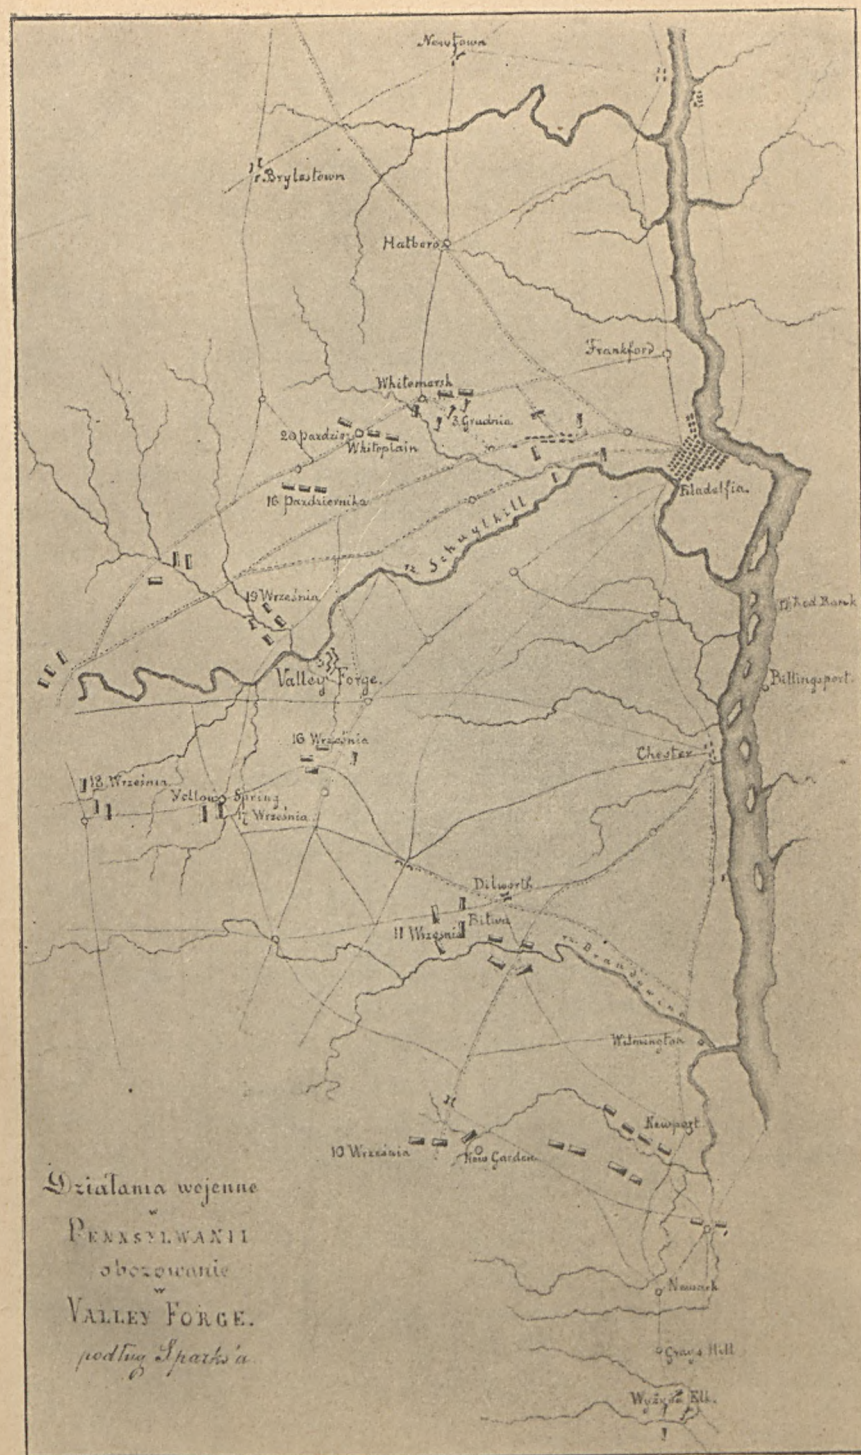 Newtown
Brylestown
Hatboro
Frankford
Whitemarsh
3 Grudnia
20 Pazdzier.
Whiteplain
Filadelfia.
16 Pazdziernika
Schuylkill
19 Września
Red Bank
Valley Forge.
Billingsport.
16 Września
Chester
18 Września
Yellow Spring
17 Września
Dilworth
Bitwa
11 Września
Brandywin
Wilmington
Newport
10 Września
New Garden
Działania wojenne
w
PENNSYLWANII
obozowanie
w
VALLEY FORGE.
podług Sparks'a
Newark
Grays Hill
Elk.